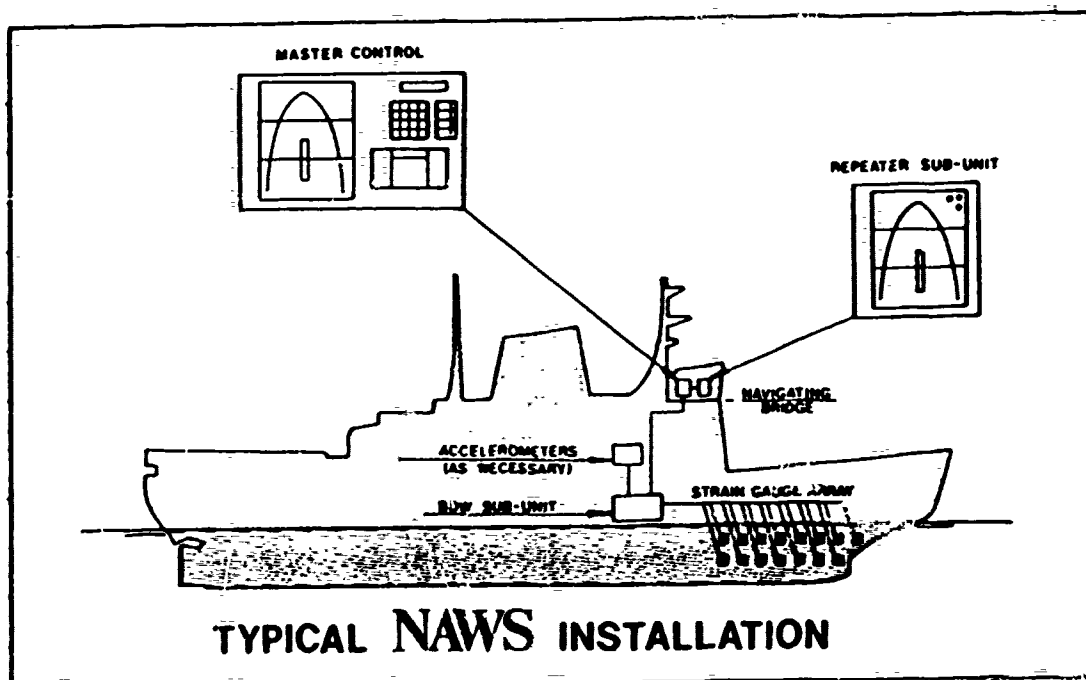 MASTER CONTROL
REPEATER SUB-UNIT
NAVIGATING
BRIDGE
ACCELEROMETERS
(AS NECESSARY)
STRAIN GAUGE ARRAY
BOW SUB-UNIT
TYPICAL NAWS INSTALLATION